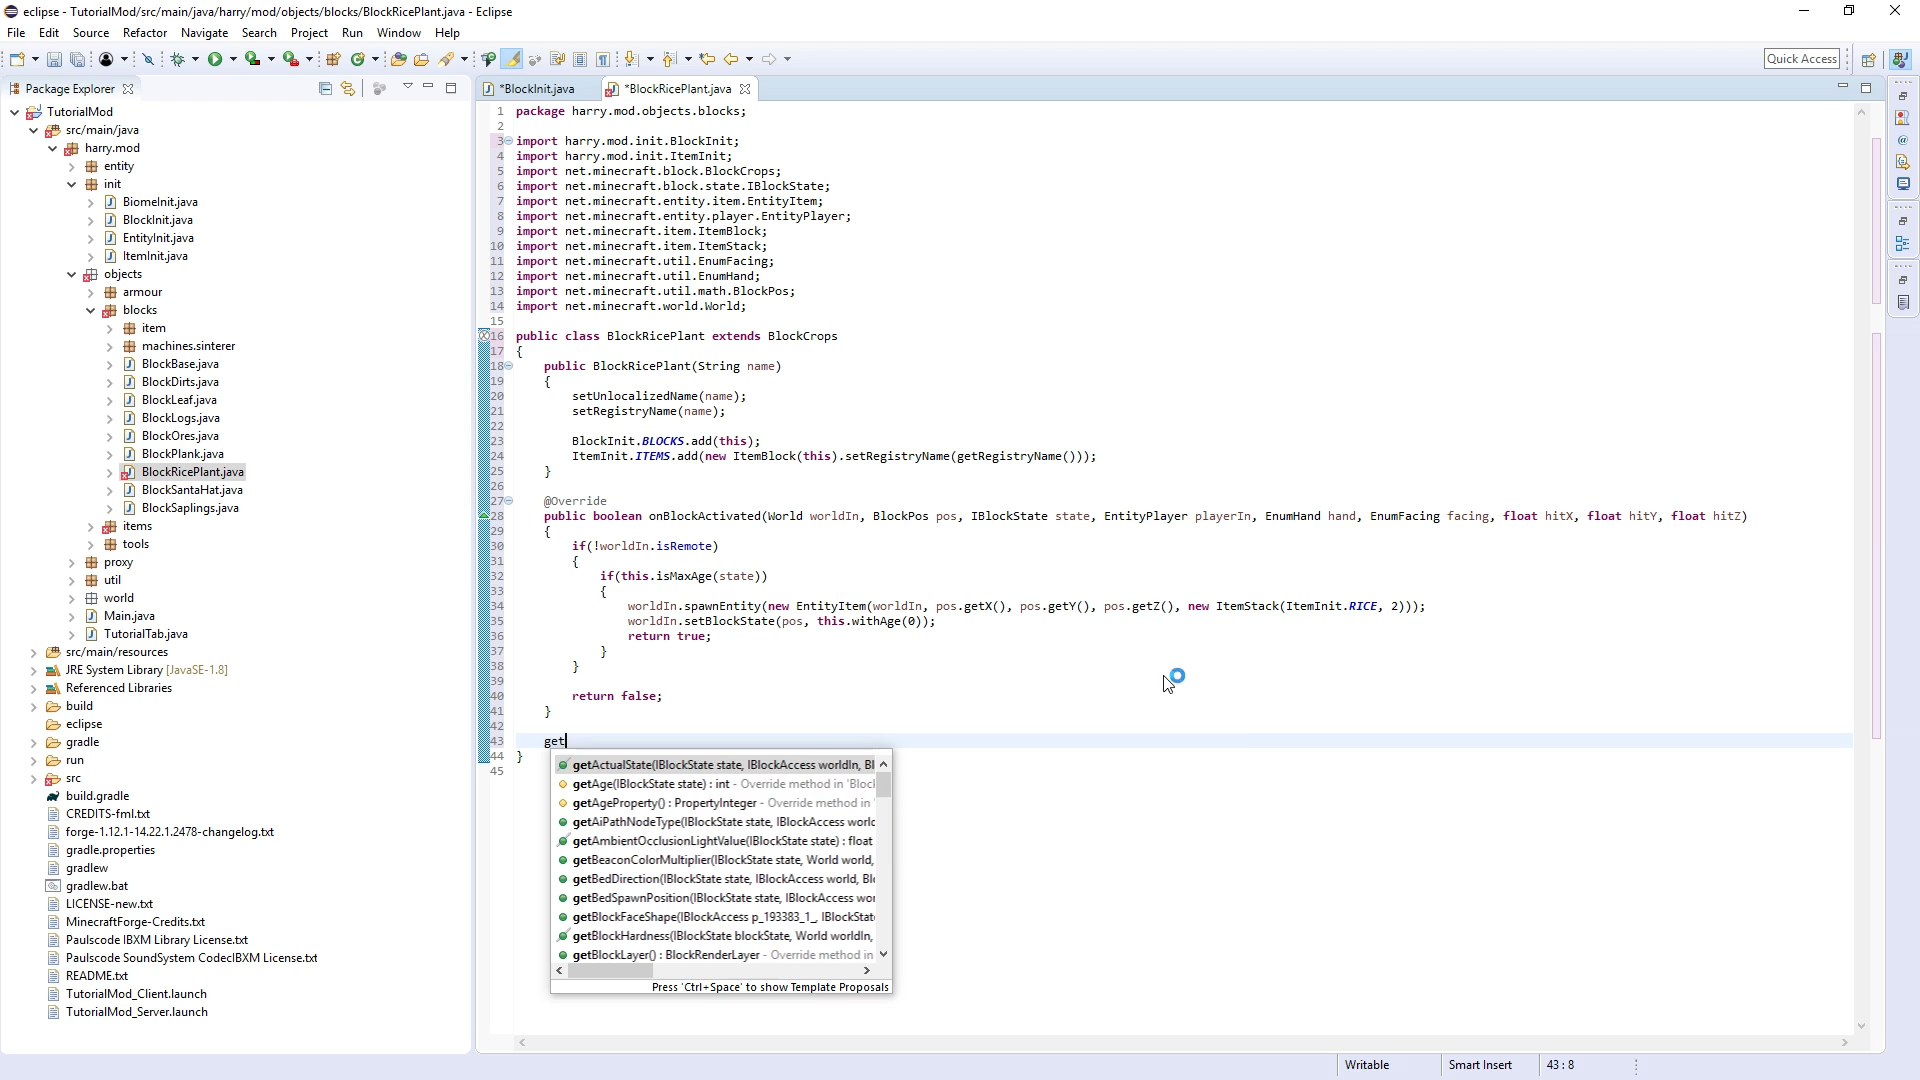 eclipse - TutorialMod/src/main/java/harry/mod/objects/blocks/BlockRicePlant.java - Eclipse
File Edit Source Refactor Navigate Search Project Run Window Help
Quick Access
Package Explorer
TutorialMod
src/main/java
harry.mod
entity
init
BiomeInit.java
BlockInit.java
EntityInit.java
ItemInit.java
objects
armour
blocks
item
machines.sinterer
BlockBase.java
BlockDirts.java
BlockLeaf.java
BlockLogs.java
BlockOres.java
BlockPlank.java
BlockRicePlant.java
BlockSantaHat.java
BlockSaplings.java
items
tools
proxy
util
world
Main.java
TutorialTab.java
src/main/resources
JRE System Library [JavaSE-1.8]
Referenced Libraries
build
eclipse
gradle
run
src
build.gradle
CREDITS-fml.txt
forge-1.12.1-14.22.1.2478-changelog.txt
gradle.properties
gradlew
gradlew.bat
LICENSE-new.txt
MinecraftForge-Credits.txt
Paulscode IBXM Library License.txt
Paulscode SoundSystem CodecIBXM License.txt
README.txt
TutorialMod_Client.launch
TutorialMod_Server.launch
*BlockInit.java *BlockRicePlant.java
1 package harry.mod.objects.blocks;
2
3 import harry.mod.init.BlockInit;
4 import harry.mod.init.ItemInit;
5 import net.minecraft.block.BlockCrops;
6 import net.minecraft.block.state.IBlockState;
7 import net.minecraft.entity.item.EntityItem;
8 import net.minecraft.entity.player.EntityPlayer;
9 import net.minecraft.item.ItemBlock;
10 import net.minecraft.item.ItemStack;
11 import net.minecraft.util.EnumFacing;
12 import net.minecraft.util.EnumHand;
13 import net.minecraft.util.math.BlockPos;
14 import net.minecraft.world.World;
15
16 public class BlockRicePlant extends BlockCrops
17 {
18 public BlockRicePlant(String name)
19 {
20 setUnlocalizedName(name);
21 setRegistryName(name);
22
23 BlockInit.BLOCKS.add(this);
24 ItemInit.ITEMS.add(new ItemBlock(this).setRegistryName(getRegistryName()));
25 }
26
27 @Override
28 public boolean onBlockActivated(World worldIn, BlockPos pos, IBlockState state, EntityPlayer playerIn, EnumHand hand, EnumFacing facing, float hitX, float hitY, float hitZ)
29 {
30 if(!worldIn.isRemote)
31 {
32 if(this.isMaxAge(state))
33 {
34 worldIn.spawnEntity(new EntityItem(worldIn, pos.getX(), pos.getY(), pos.getZ(), new ItemStack(ItemInit.RICE, 2)));
35 worldIn.setBlockState(pos, this.withAge(0));
36 return true;
37 }
38 }
39
40 return false;
41 }
42
43 get
44 }
45
getActualState(IBlockState state, IBlockAccess worldIn, Bl
getAge(IBlockState state) : int - Override method in 'Block
getAgeProperty() : PropertyInteger - Override method in '
getAiPathNodeType(IBlockState state, IBlockAccess worlc
getAmbientOcclusionLightValue(IBlockState state) : float
getBeaconColorMultiplier(IBlockState state, World world,
getBedDirection(IBlockState state, IBlockAccess world, Blo
getBedSpawnPosition(IBlockState state, IBlockAccess wor
getBlockFaceShape(IBlockAccess p_193383_1_, IBlockState
getBlockHardness(IBlockState blockState, World worldIn,
getBlockLayer() : BlockRenderLayer - Override method in
Press 'Ctrl+Space' to show Template Proposals
Writable Smart Insert 43 : 8